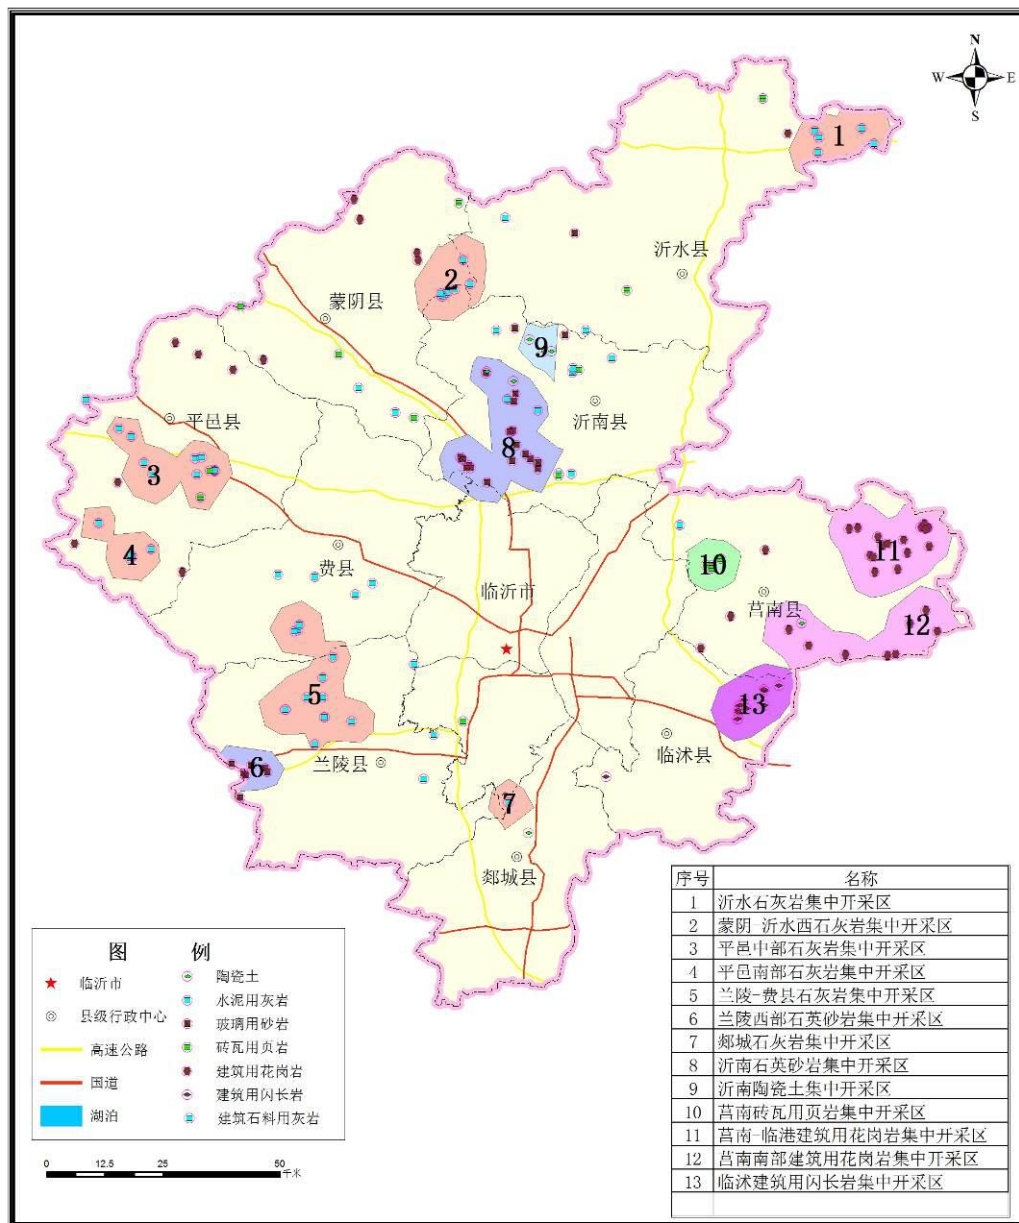 N
W E
S
1
沂水县
2
蒙阴县
9
平邑县
沂南县
8
3
11
4
10
费县
临沂市
莒南县
12
5
13
临沭县
6
兰陵县
7
郯城县
图 例
临沂市
县级行政中心
高速公路
国道
湖泊
陶瓷土
水泥用灰岩
玻璃用砂岩
砖瓦用页岩
建筑用花岗岩
建筑用闪长岩
建筑石料用灰岩
0 12.5 25 50
千米
序号 名称
1 沂水石灰岩集中开采区
2 蒙阴-沂水西石灰岩集中开采区
3 平邑中部石灰岩集中开采区
4 平邑南部石灰岩集中开采区
5 兰陵-费县石灰岩集中开采区
6 兰陵西部石英砂岩集中开采区
7 郯城石灰岩集中开采区
8 沂南石英砂岩集中开采区
9 沂南陶瓷土集中开采区
10 莒南砖瓦用页岩集中开采区
11 莒南-临港建筑用花岗岩集中开采区
12 莒南南部建筑用花岗岩集中开采区
13 临沭建筑用闪长岩集中开采区